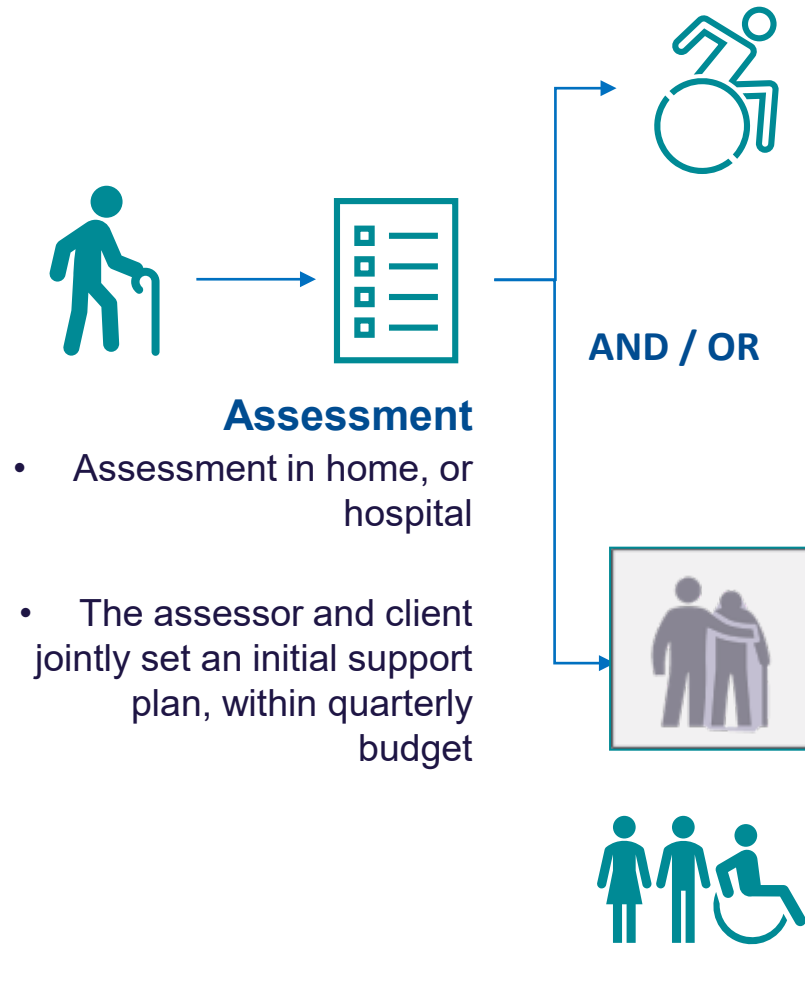 AND / OR
Assessment
• Assessment in home, or
hospital
• The assessor and client
jointly set an initial support
plan, within quarterly
budget